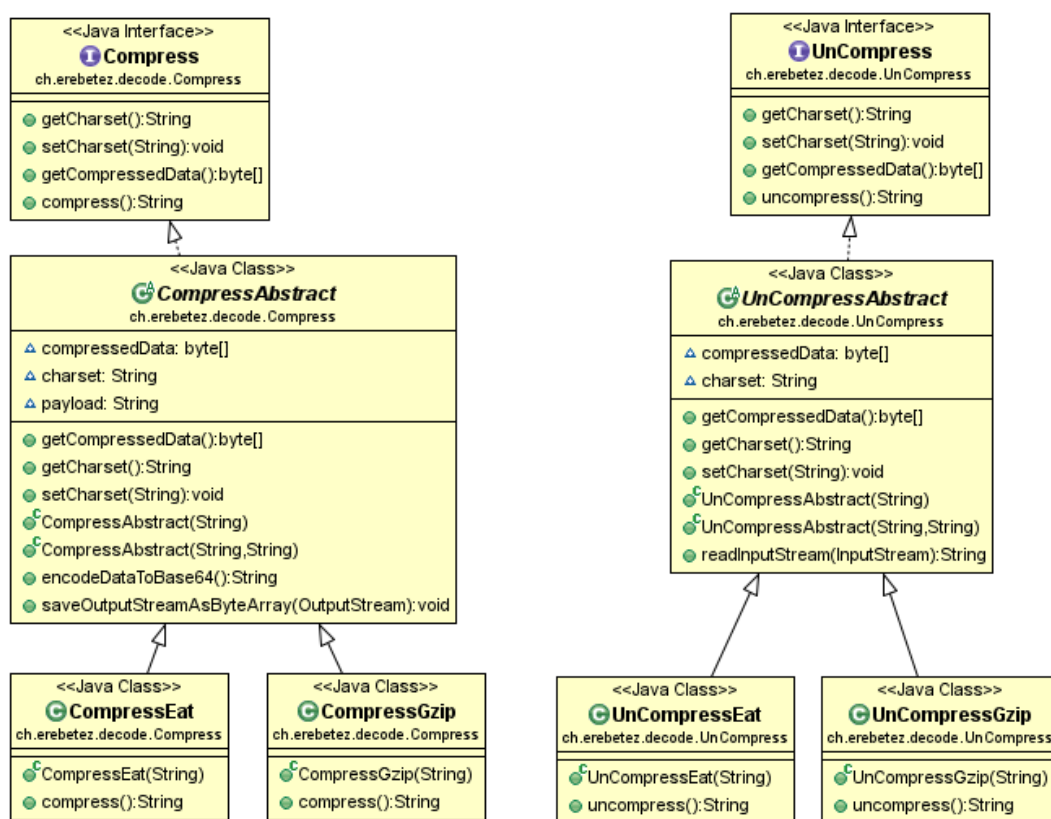 <<Java Interface>>
Compress
ch.erebetez.decode.Compress
getCharset():String
setCharset(String):void
getCompressedData():byte[]
compress():String
<<Java Class>>
CompressAbstract
ch.erebetez.decode.Compress
compressedData: byte[]
charset: String
payload: String
getCompressedData():byte[]
getCharset():String
setCharset(String):void
CompressAbstract(String)
CompressAbstract(String,String)
encodeDataToBase64():String
saveOutputStreamAsByteArray(OutputStream):void
<<Java Class>>
CompressEat
ch.erebetez.decode.Compress
CompressEat(String)
compress():String
<<Java Class>>
CompressGzip
ch.erebetez.decode.Compress
CompressGzip(String)
compress():String
<<Java Interface>>
UnCompress
ch.erebetez.decode.UnCompress
getCharset():String
setCharset(String):void
getCompressedData():byte[]
uncompress():String
<<Java Class>>
UnCompressAbstract
ch.erebetez.decode.UnCompress
compressedData: byte[]
charset: String
getCompressedData():byte[]
getCharset():String
setCharset(String):void
UnCompressAbstract(String)
UnCompressAbstract(String,String)
readInputStream(InputStream):String
<<Java Class>>
UnCompressEat
ch.erebetez.decode.UnCompress
UnCompressEat(String)
uncompress():String
<<Java Class>>
UnCompressGzip
ch.erebetez.decode.UnCompress
UnCompressGzip(String)
uncompress():String